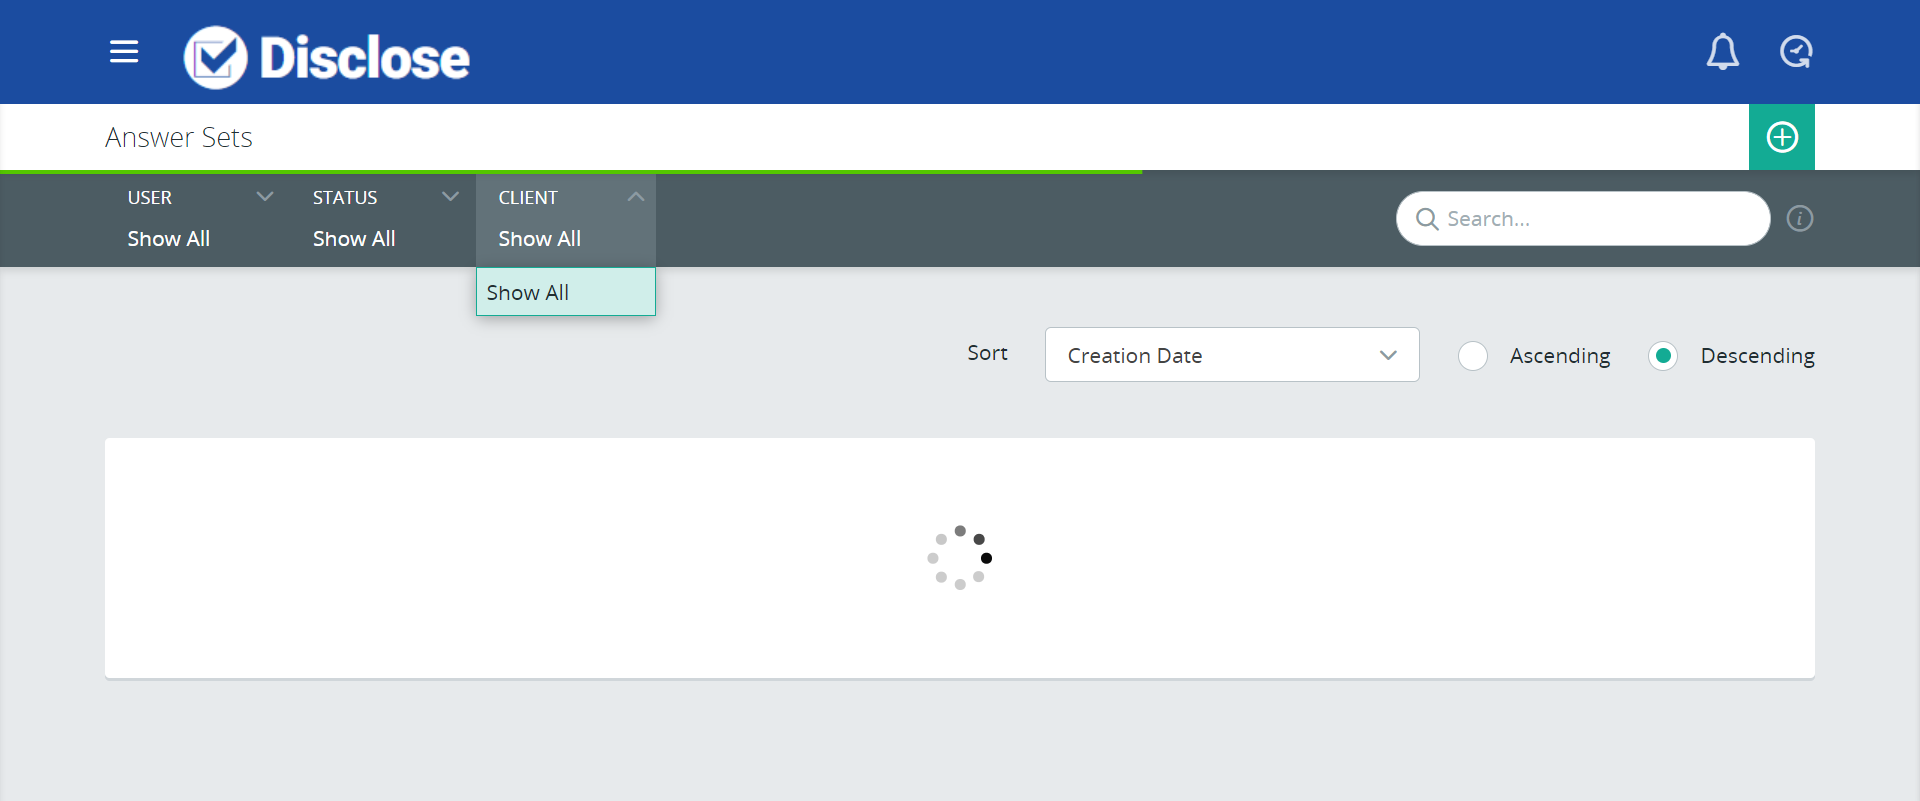 Disclose
Answer Sets
USER
Show All
STATUS
Show All
CLIENT
Show All
Show All
Search...
i
Sort
Creation Date
Ascending
Descending